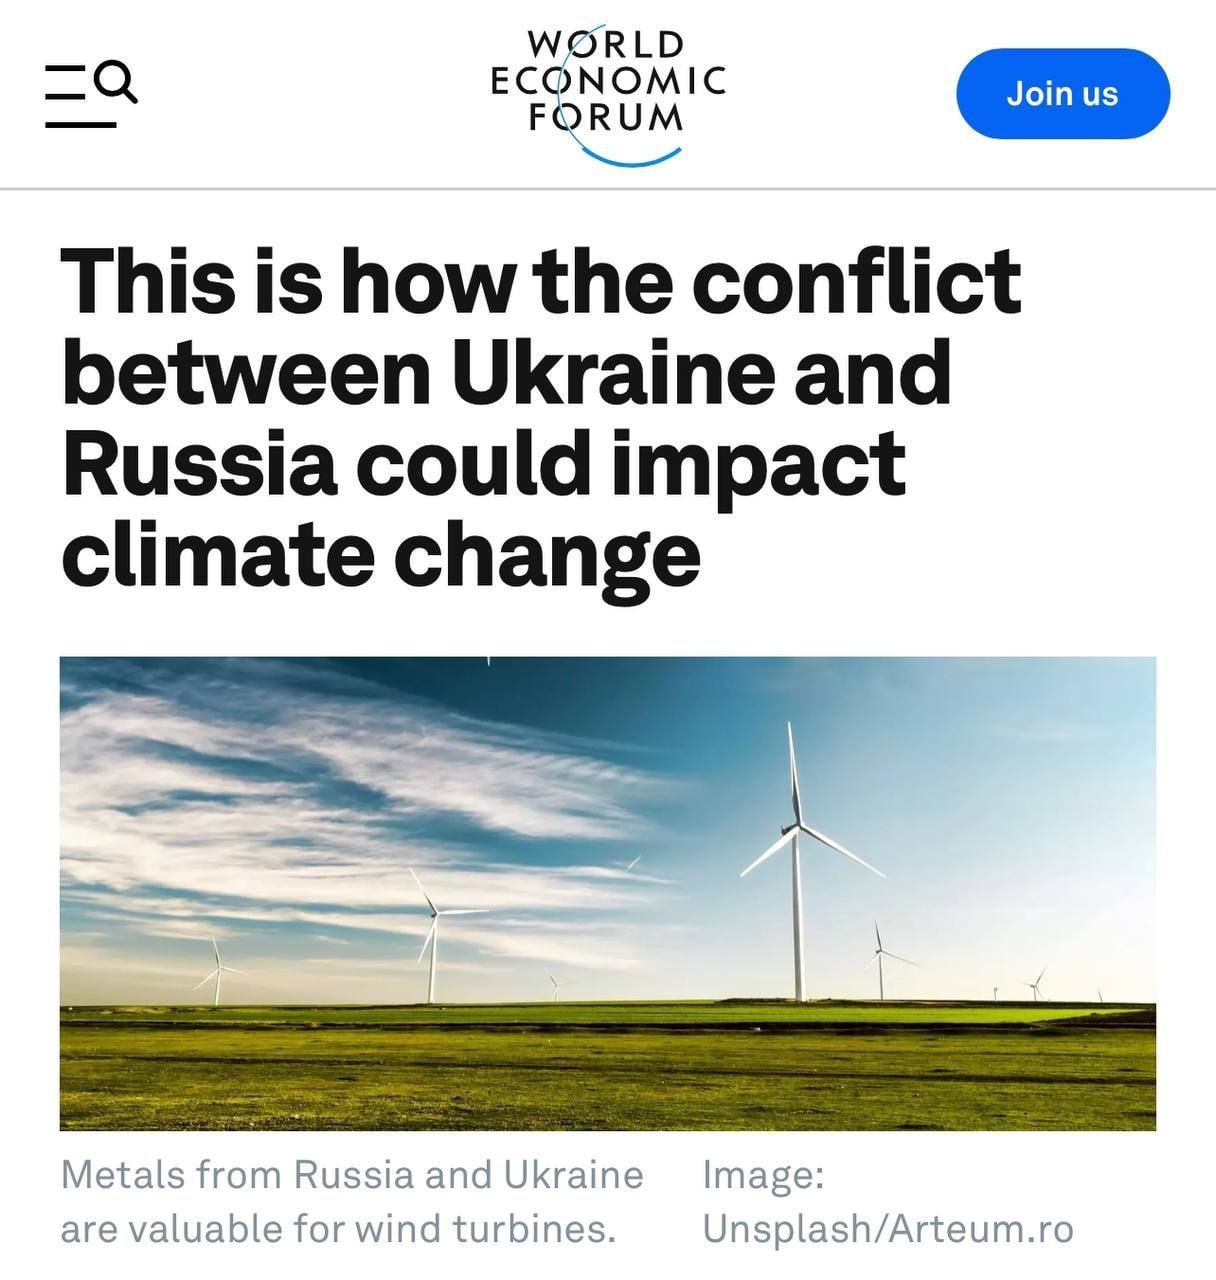 WORLD
ECONOMIC
FORUM
Join us
This is how the conflict
between Ukraine and
Russia could impact
climate change
Metals from Russia and Ukraine
are valuable for wind turbines.
Image:
Unsplash/Arteum.ro